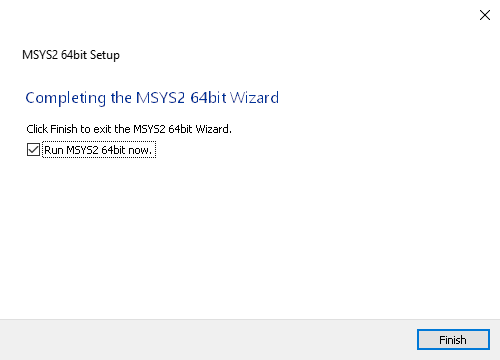 MSYS2 64bit Setup
Completing the MSYS2 64bit Wizard
Click Finish to exit the MSYS2 64bit Wizard.
Run MSYS2 64bit now.
Finish